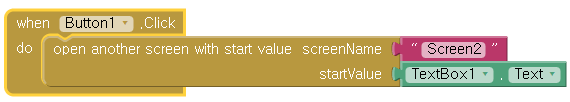 when Button1 .Click
do open another screen with start value screenName “ Screen2 ”
startValue TextBox1 . Text